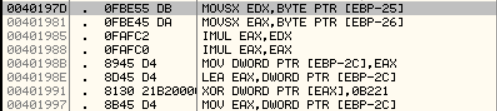 0040197D . 0FBE55 DB MOVSX EDX,BYTE PTR [EBP-25]
00401981 . 0FBE45 DA MOVSX EAX,BYTE PTR [EBP-26]
00401985 . 0FAFC2 IMUL EAX,EDX
00401988 . 0FAFC0 IMUL EAX,EAX
0040198B . 8945 D4 MOV DWORD PTR [EBP-2C],EAX
0040198E . 8D45 D4 LEA EAX,DWORD PTR [EBP-2C]
00401991 . 8130 21B2000 XOR DWORD PTR [EAX],0B221
00401997 . 8B45 D4 MOV EAX,DWORD PTR [EBP-2C]